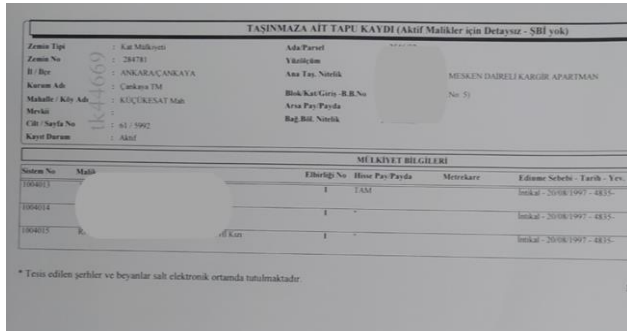 TAŞINMAZA AİT TAPU KAYDI (Aktif Malikler için Detaysız - ŞBİ yok)
Zemin Tipi : Kat Mülkiyeti Ada/Parsel
Zemin No : 284781 Yüzölçüm
İl / İlçe : ANKARA/ÇANKAYA Ana Taş. Nitelik MESKEN DAİRELİ KARGİR APARTMAN
Kurum Adı : Çankaya TM
Mahalle / Köy Adı : KÜÇÜKESAT Mah Blok/Kat/Giriş -B.B.No No: 5)
Mevkii : Arsa Pay/Payda
Cilt / Sayfa No : 61 / 5992 Bağ.Böl. Nitelik
Kayıt Durum : Aktif
tk44669
MÜLKİYET BİLGİLERİ
Sistem No Malik Elbirliği No Hisse Pay/Payda Metrekare Edinme Sebebi - Tarih - Yev.
1004013 1 TAM İntikal - 20/08/1997 - 4835-
1004014 1 " İntikal - 20/08/1997 - 4835-
1004015 Kızı 1 " İntikal - 20/08/1997 - 4835-
* Tesis edilen şerhler ve beyanlar salt elektronik ortamda tutulmaktadır.